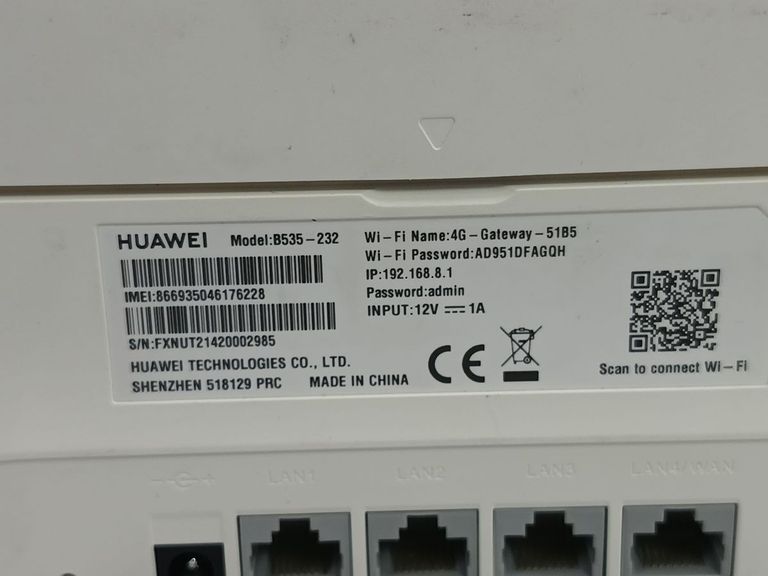 HUAWEI Model:B535-232
IMEI:866935046176228
S/N:FXNUT21420002985
HUAWEI TECHNOLOGIES CO., LTD.
SHENZHEN 518129 PRC MADE IN CHINA
Wi-Fi Name:4G-Gateway-51B5
Wi-Fi Password:AD951DFAGQH
IP:192.168.8.1
Password:admin
INPUT:12V ⎓ 1A
CE
Scan to connect Wi-Fi
LAN1 LAN2 LAN3 LAN4/WAN